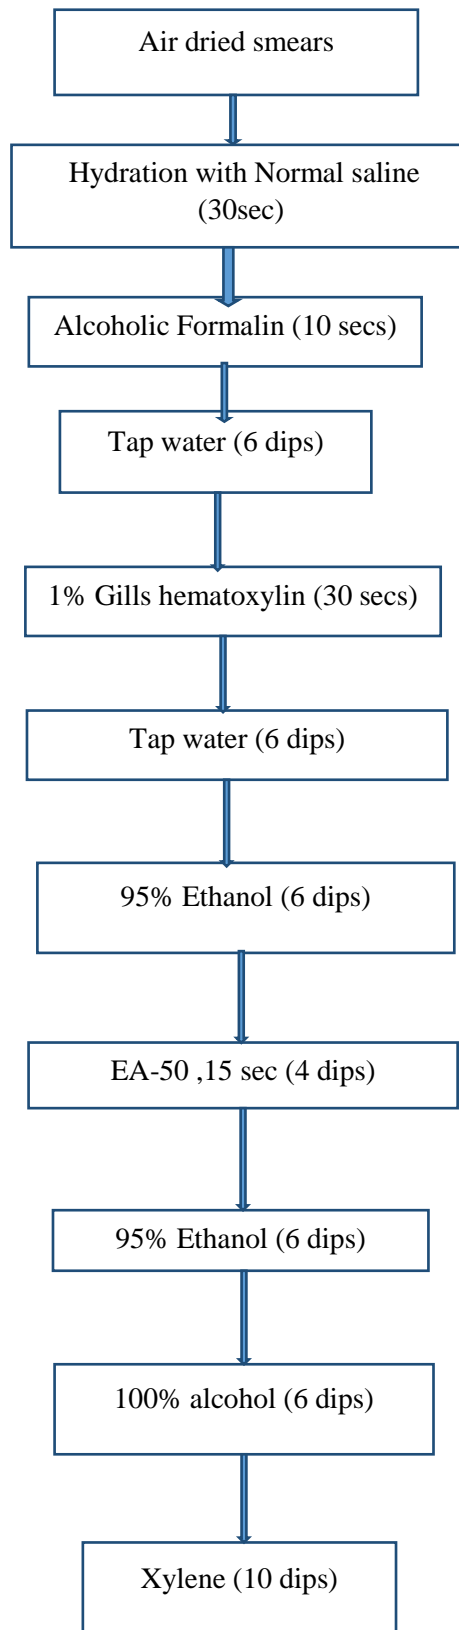 Air dried smears
Hydration with Normal saline
(30sec)
Alcoholic Formalin (10 secs)
Tap water (6 dips)
1% Gills hematoxylin (30 secs)
Tap water (6 dips)
95% Ethanol (6 dips)
EA-50 ,15 sec (4 dips)
95% Ethanol (6 dips)
100% alcohol (6 dips)
Xylene (10 dips)